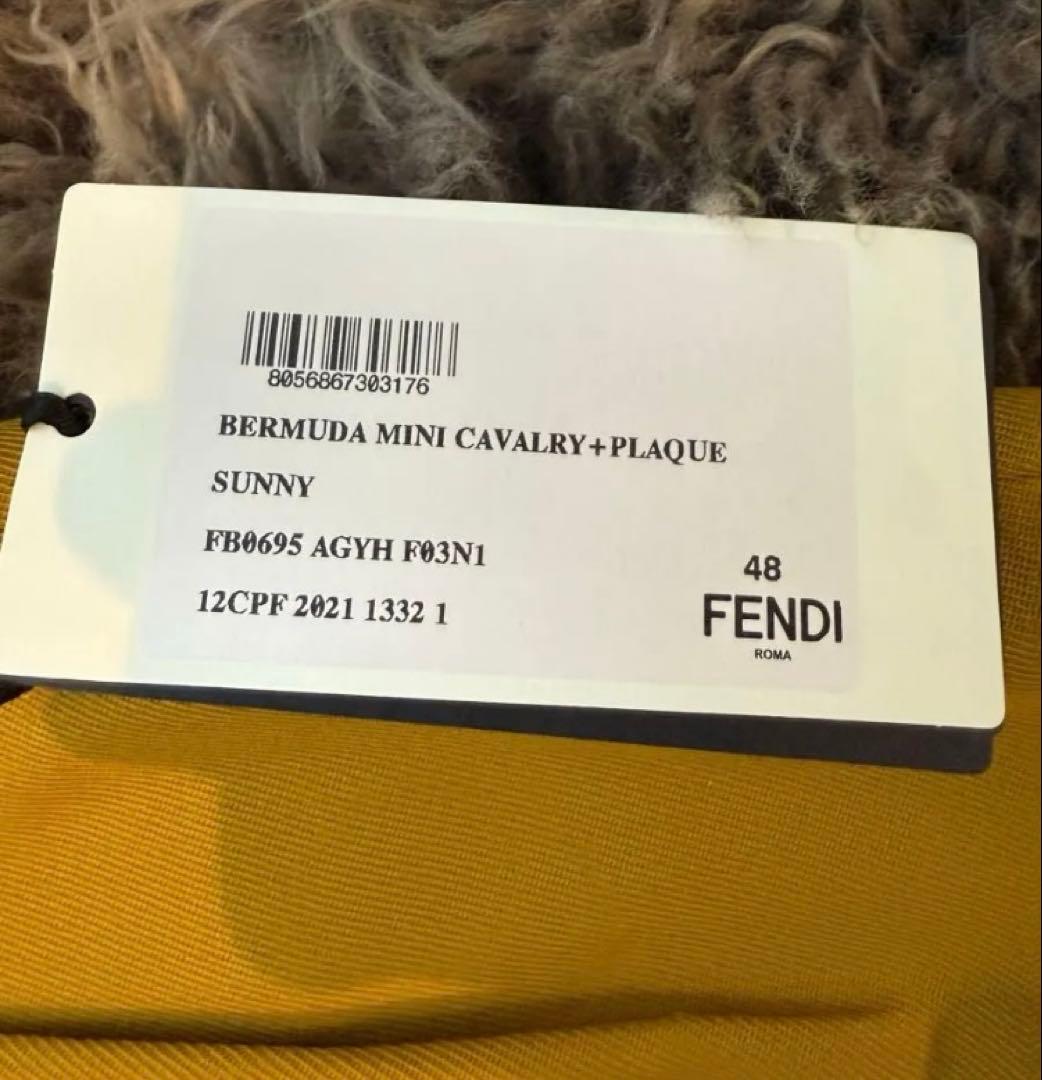 8056867303176
BERMUDA MINI CAVALRY+PLAQUE
SUNNY
FB0695 AGYH F03N1
12CPF 2021 1332 1
48
FENDI
ROMA